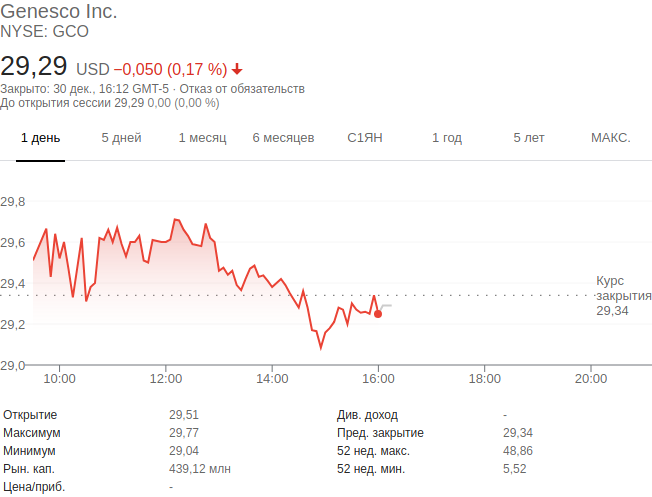 Genesco Inc.
NYSE: GCO
29,29 USD −0,050 (0,17 %)
Закрыто: 30 дек., 16:12 GMT-5 · Отказ от обязательств
До открытия сессии 29,29 0,00 (0,00 %)
1 день 5 дней 1 месяц 6 месяцев С1ЯН 1 год 5 лет МАКС.
29,8
29,6
29,4
Курс
закрытия
29,34
29,2
29,0
10:00 12:00 14:00 16:00 18:00 20:00
Открытие 29,51 Див. доход -
Максимум 29,77 Пред. закрытие 29,34
Минимум 29,04 52 нед. макс. 48,86
Рын. кап. 439,12 млн 52 нед. мин. 5,52
Цена/приб. -